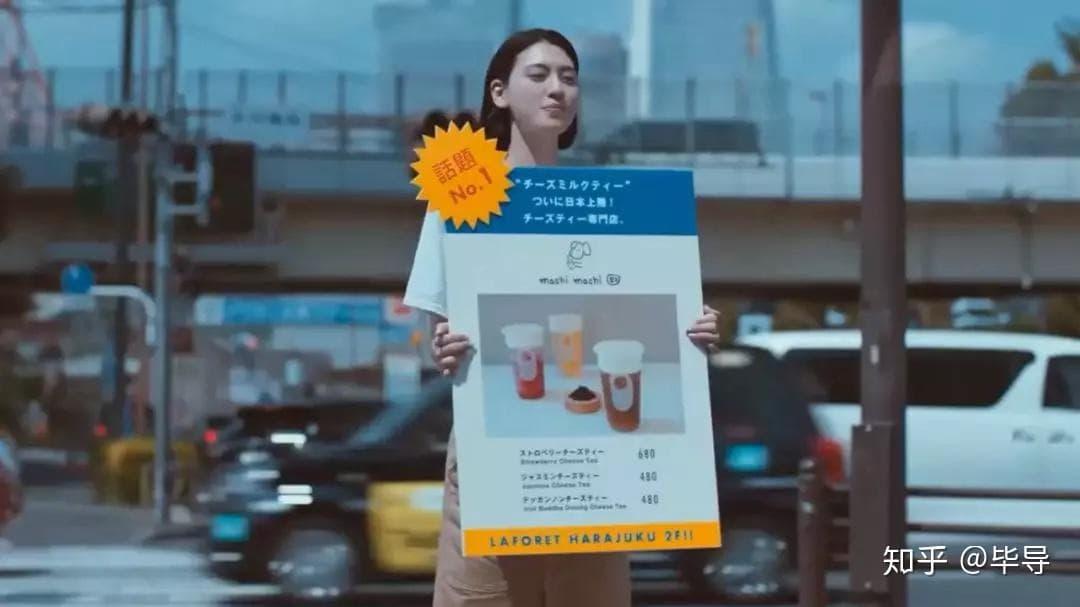 話題
No.1
"チーズミルクティー"
ついに日本上陸！
チーズティー専門店。
machi machi
ストロベリーチーズティー 680
Strawberry Cheese Tea
ジャスミンチーズティー 480
Jasmine Cheese Tea
テッカンノンチーズティー 480
Iron Buddha Oolong Cheese Tea
LAFORET HARAJUKU 2F!!
知乎 @毕导